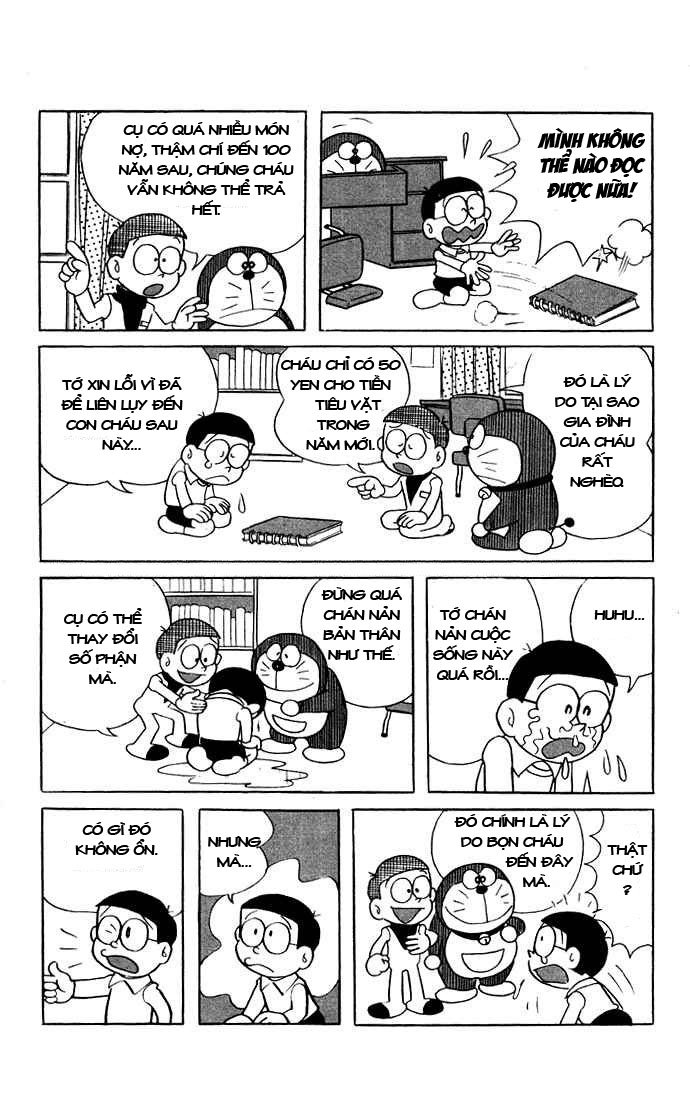 MÌNH KHÔNG
THỂ NÀO ĐỌC
ĐƯỢC NỮA!
CỤ CÓ QUÁ NHIỀU MÓN
NỢ, THẬM CHÍ ĐẾN 100
NĂM SAU, CHÚNG CHÁU
VẪN KHÔNG THỂ TRẢ
HẾT.
ĐÓ LÀ LÝ
DO TẠI SAO
GIA ĐÌNH
CỦA CHÁU
RẤT
NGHÈO.
CHÁU CHỈ CÓ 50
YEN CHO TIỀN
TIÊU VẶT
TRONG
NĂM MỚI.
TỚ XIN LỖI VÌ ĐÃ
ĐỂ LIÊN LỤY ĐẾN
CON CHÁU SAU
NÀY...
HUHU...
TỚ CHÁN
NẢN CUỘC
SỐNG NÀY
QUÁ RỒI...
ĐỪNG QUÁ
CHÁN NẢN
BẢN THÂN
NHƯ THẾ.
CỤ CÓ THỂ
THAY ĐỔI
SỐ PHẬN
MÀ.
THẬT
CHỨ
?
ĐÓ CHÍNH LÀ LÝ
DO BỌN CHÁU
ĐẾN ĐÂY
MÀ.
NHƯNG
MÀ...
CÓ GÌ ĐÓ
KHÔNG ỔN.